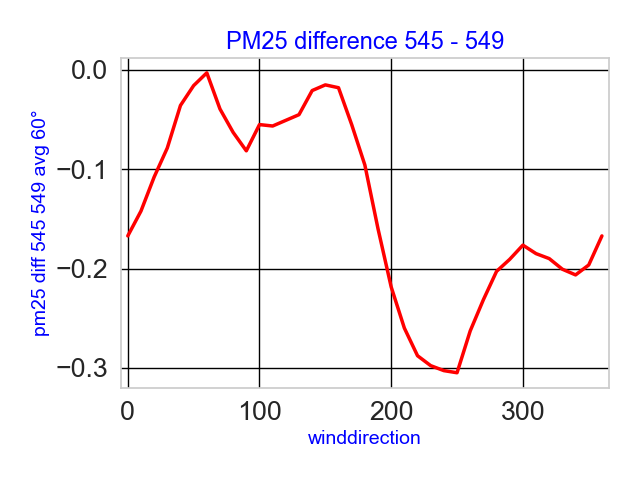 PM25 difference 545 - 549
pm25 diff 545 549 avg 60°
0.0
−0.1
−0.2
−0.3
0 100 200 300
winddirection